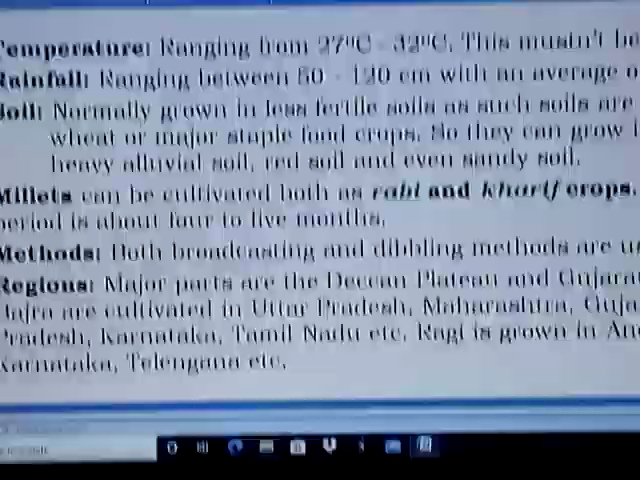 Temperature: Ranging from 27ºC - 32ºC. This mustn't be
Rainfall: Ranging between 50 - 120 cm with an average o
Soil: Normally grown in less fertile soils as such soils are
wheat or major staple food crops. So they can grow i
heavy alluvial soil, red soil and even sandy soil.
Millets can be cultivated both as rabi and kharif crops.
period is about four to five months.
Methods: Both broadcasting and dibbling methods are us
Regions: Major parts are the Deccan Plateau and Gujarat
Bajra are cultivated in Uttar Pradesh, Maharashtra, Guja
Pradesh, Karnataka, Tamil Nadu etc. Ragi is grown in An
Karnataka, Telengana etc.